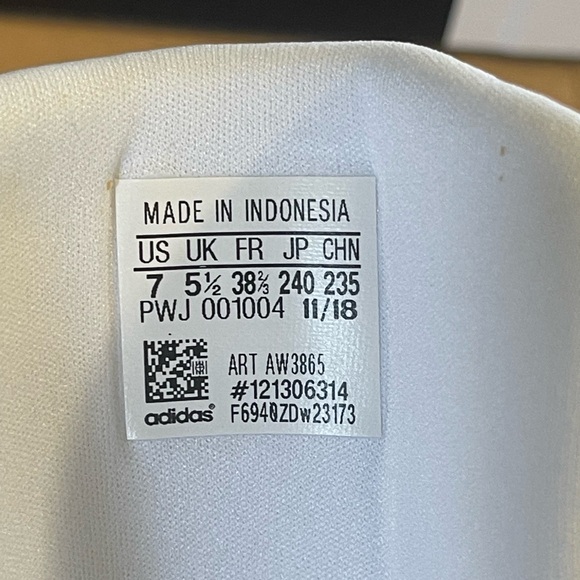 MADE IN INDONESIA
US UK FR JP CHN
7 5½ 38⅔ 240 235
PWJ 001004 11/18
ART AW3865
#121306314
adidas® F6940ZDW23173